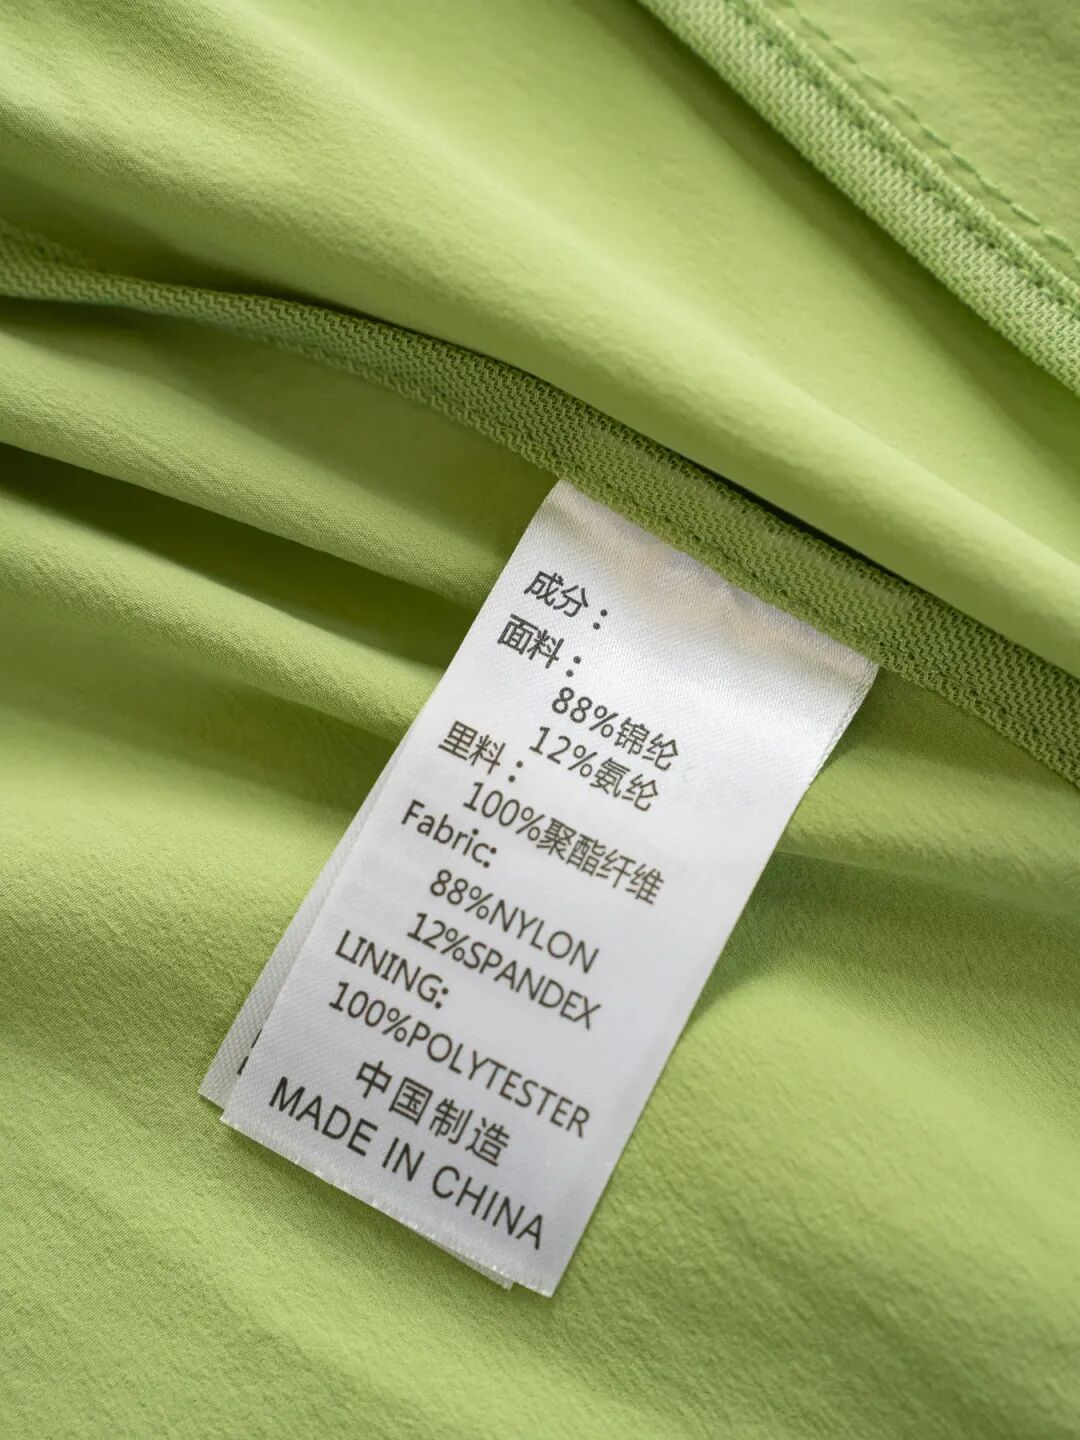 成分：
面料：
88%锦纶
12%氨纶
里料：
100%聚酯纤维
Fabric:
88%NYLON
12%SPANDEX
LINING:
100%POLYTESTER
中国制造
MADE IN CHINA